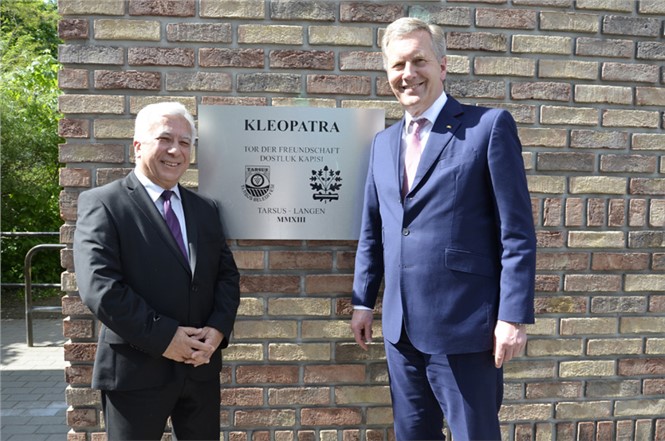 KLEOPATRA
TOR DER FREUNDSCHAFT
DOSTLUK KAPISI
TARSUS
TARSUS - LANGEN
MMXIII